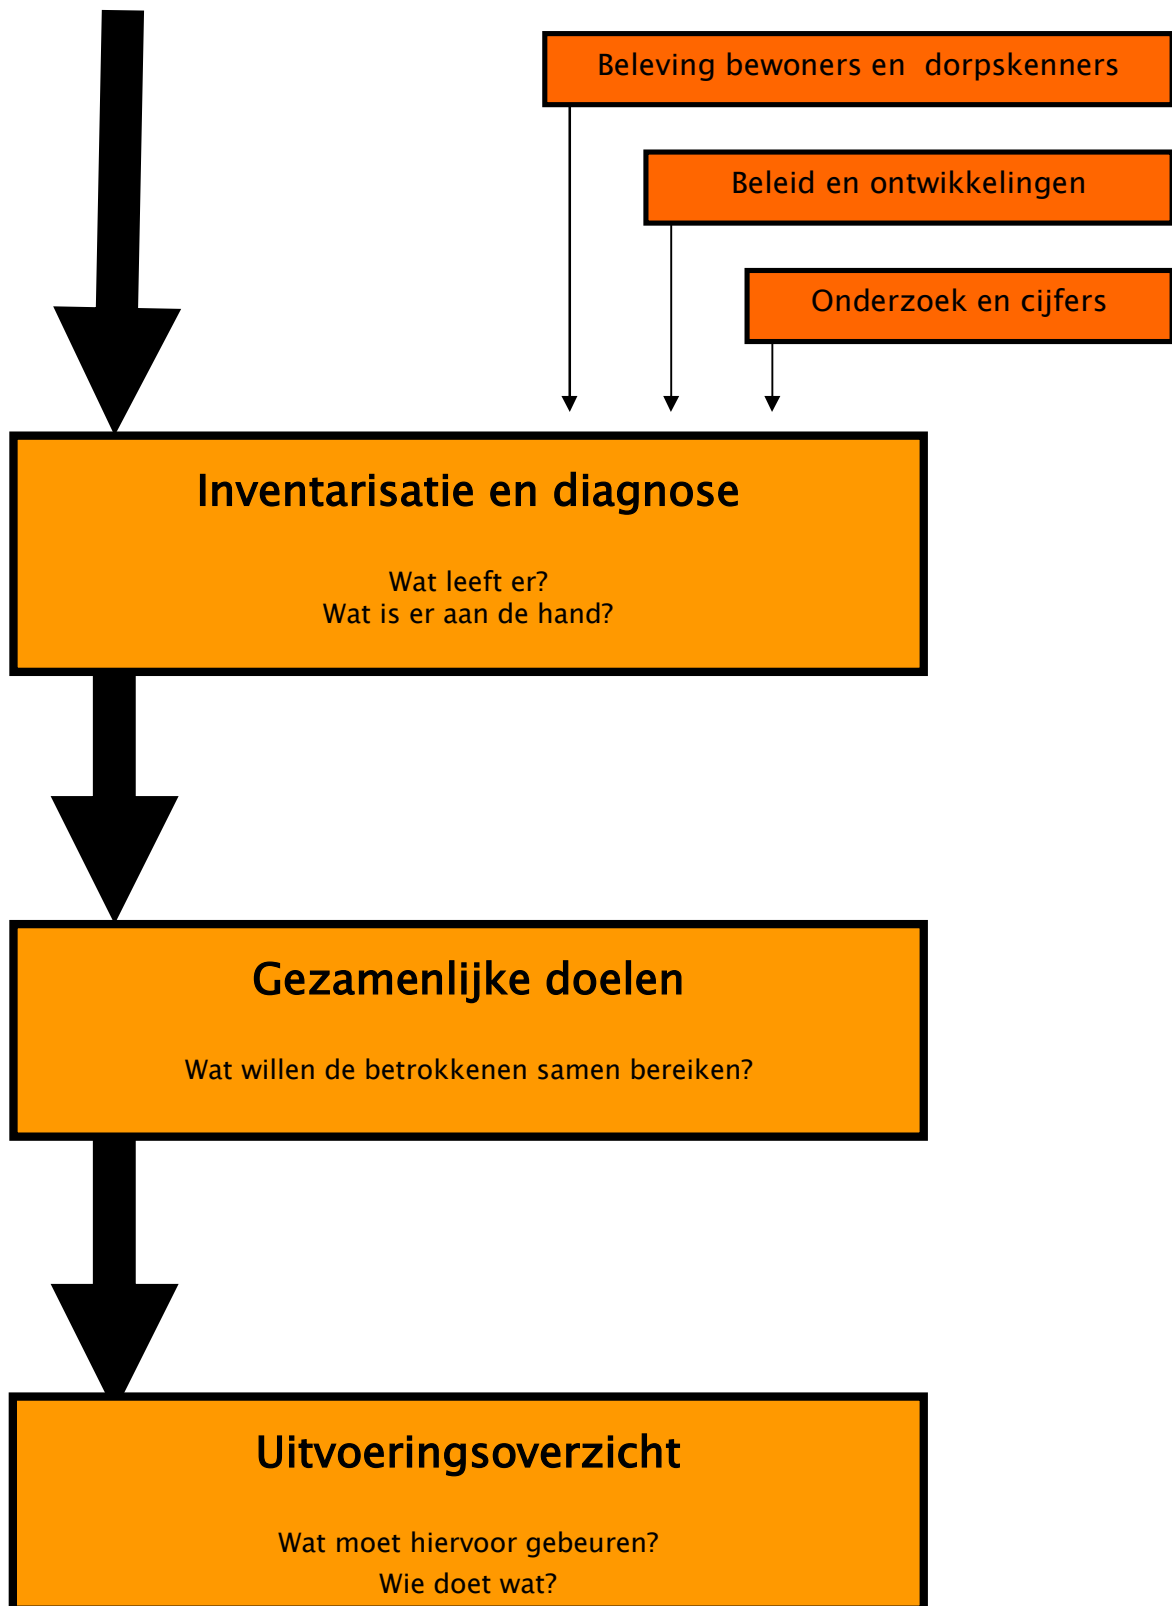 Beleving bewoners en dorpskenners
Beleid en ontwikkelingen
Onderzoek en cijfers
Inventarisatie en diagnose
Wat leeft er?
Wat is er aan de hand?
Gezamenlijke doelen
Wat willen de betrokkenen samen bereiken?
Uitvoeringsoverzicht
Wat moet hiervoor gebeuren?
Wie doet wat?